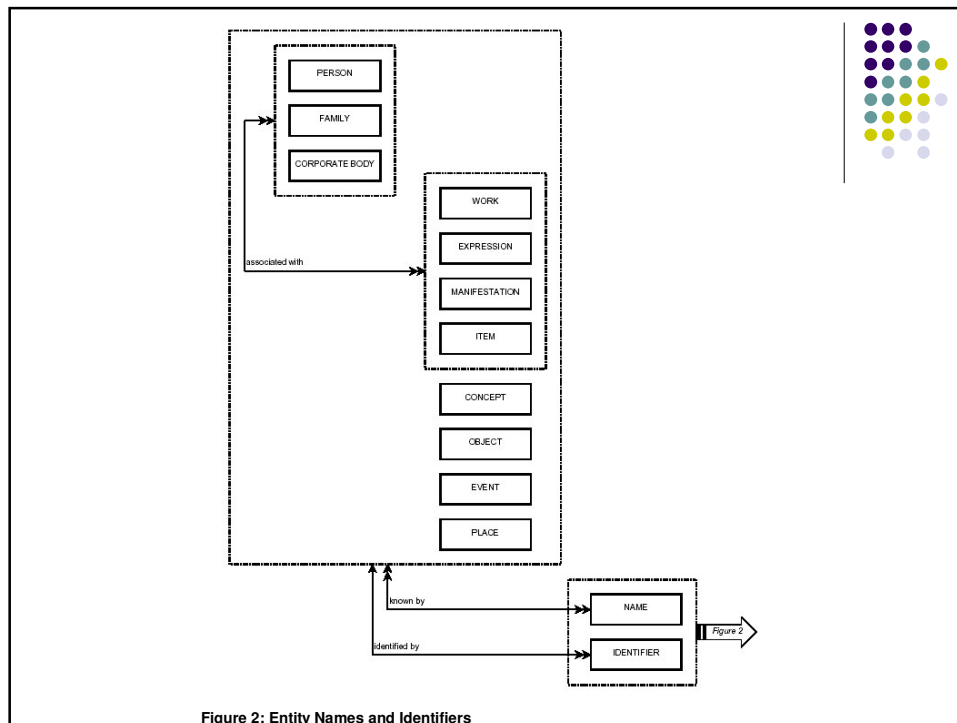 PERSON
FAMILY
CORPORATE BODY
WORK
EXPRESSION
associated with
MANIFESTATION
ITEM
CONCEPT
OBJECT
EVENT
PLACE
known by
NAME
Figure 2
identified by
IDENTIFIER
Figure 2: Entity Names and Identifiers